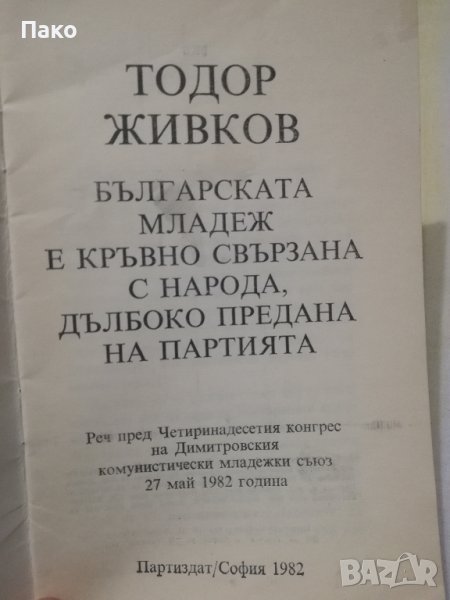 Пако
ТОДОР
ЖИВКОВ
БЪЛГАРСКАТА
МЛАДЕЖ
Е КРЪВНО СВЪРЗАНА
С НАРОДА,
ДЪЛБОКО ПРЕДАНА
НА ПАРТИЯТА
Реч пред Четиринадесетия конгрес
на Димитровския
комунистически младежки съюз
27 май 1982 година
Партиздат/София 1982
BAZAR